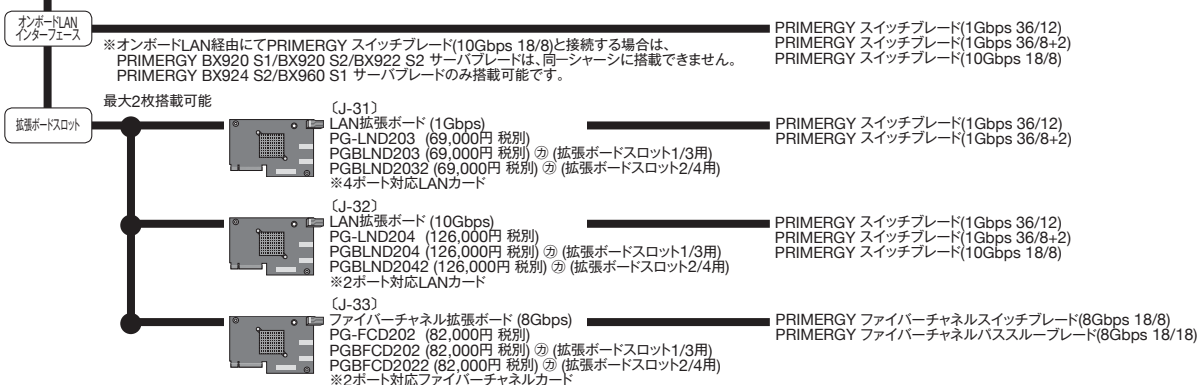 オンボードLAN
インターフェース
PRIMERGY スイッチブレード(1Gbps 36/12)
PRIMERGY スイッチブレード(1Gbps 36/8+2)
PRIMERGY スイッチブレード(10Gbps 18/8)
※オンボードLAN経由にてPRIMERGY スイッチブレード(10Gbps 18/8)と接続する場合は、
PRIMERGY BX920 S1/BX920 S2/BX922 S2 サーバブレードは、同一シャーシに搭載できません。
PRIMERGY BX924 S2/BX960 S1 サーバブレードのみ搭載可能です。
最大2枚搭載可能
拡張ボードスロット
〔J-31〕
LAN拡張ボード (1Gbps)
PG-LND203 (69,000円 税別)
PGBLND203 (69,000円 税別) ㋕ (拡張ボードスロット1/3用)
PGBLND2032 (69,000円 税別) ㋕ (拡張ボードスロット2/4用)
※4ポート対応LANカード
PRIMERGY スイッチブレード(1Gbps 36/12)
PRIMERGY スイッチブレード(1Gbps 36/8+2)
〔J-32〕
LAN拡張ボード (10Gbps)
PG-LND204 (126,000円 税別)
PGBLND204 (126,000円 税別) ㋕ (拡張ボードスロット1/3用)
PGBLND2042 (126,000円 税別) ㋕ (拡張ボードスロット2/4用)
※2ポート対応LANカード
PRIMERGY スイッチブレード(1Gbps 36/12)
PRIMERGY スイッチブレード(1Gbps 36/8+2)
PRIMERGY スイッチブレード(10Gbps 18/8)
〔J-33〕
ファイバーチャネル拡張ボード (8Gbps)
PG-FCD202 (82,000円 税別)
PGBFCD202 (82,000円 税別) ㋕ (拡張ボードスロット1/3用)
PGBFCD2022 (82,000円 税別) ㋕ (拡張ボードスロット2/4用)
※2ポート対応ファイバーチャネルカード
PRIMERGY ファイバーチャネルスイッチブレード(8Gbps 18/8)
PRIMERGY ファイバーチャネルパススルーブレード(8Gbps 18/18)